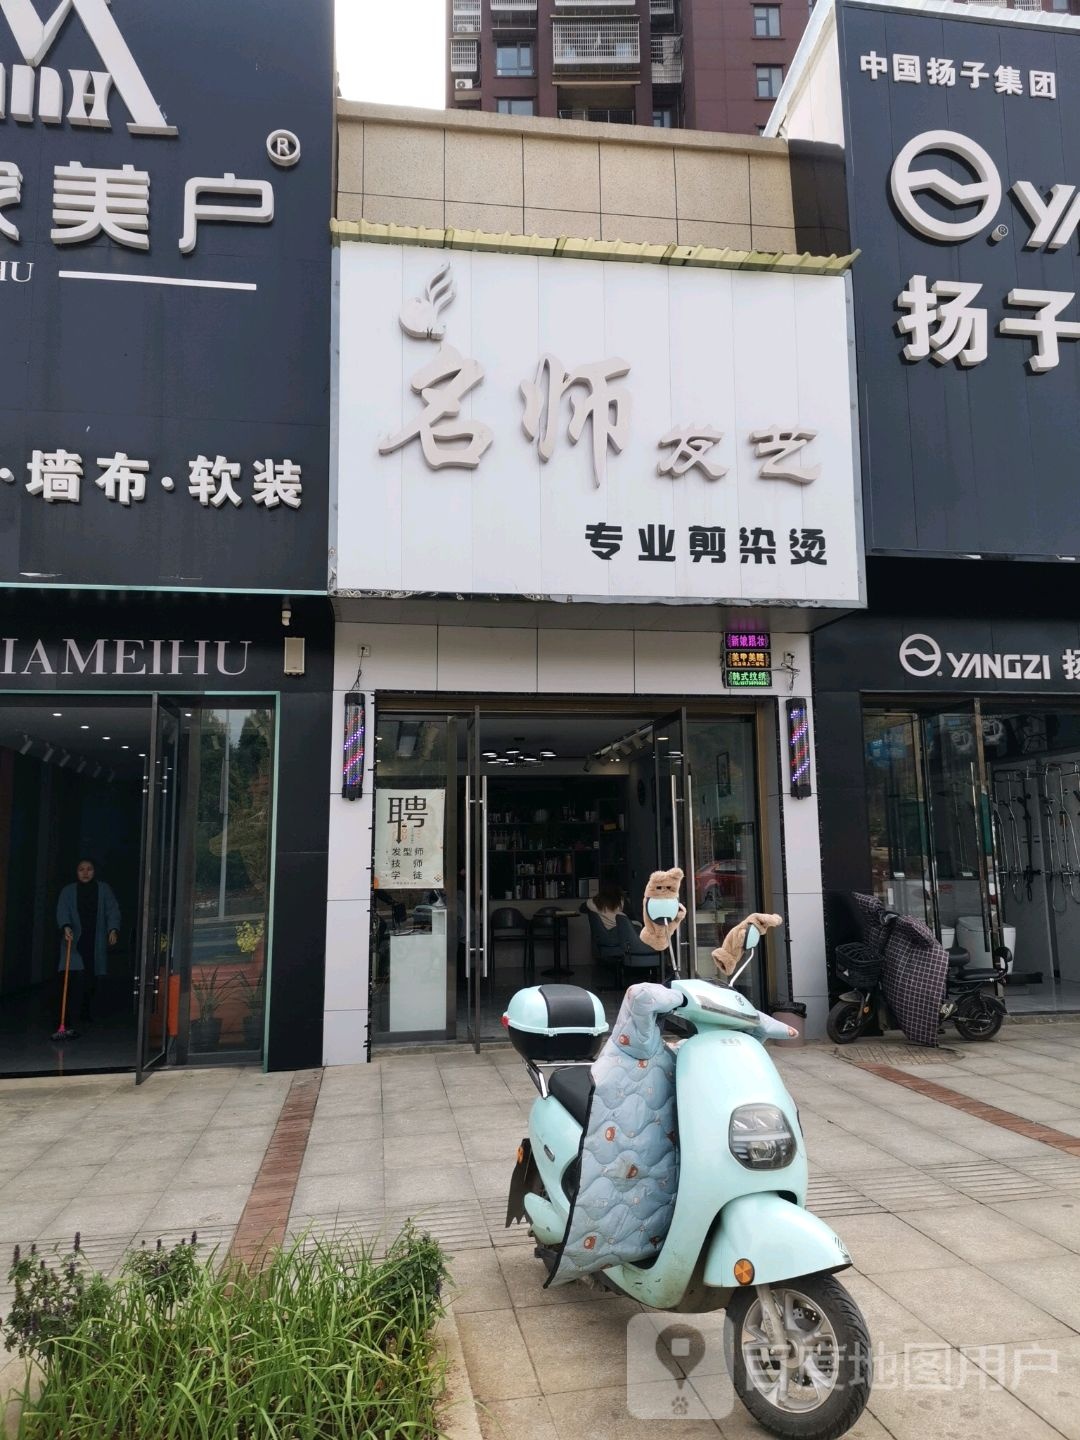 美户
®
HU
·墙布·软装
IAMEIHU
名师发艺
专业剪染烫
新娘跟妆
美甲美睫
韩式纹绣
聘
·发型师
·技 师
·学 徒
中国扬子集团
扬子
YANGZI 扬
百度地图用户